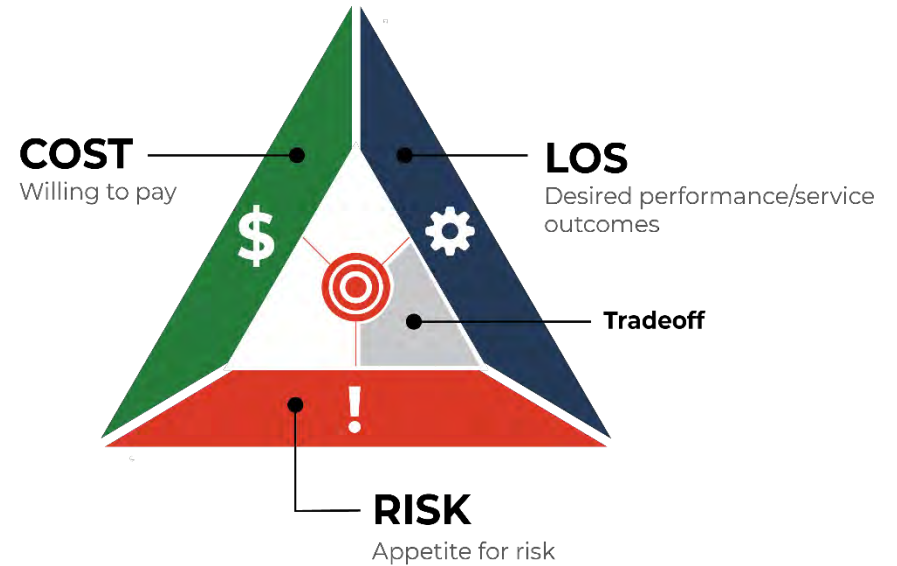 COST
Willing to pay
$
LOS
Desired performance/service
outcomes
Tradeoff
!
RISK
Appetite for risk